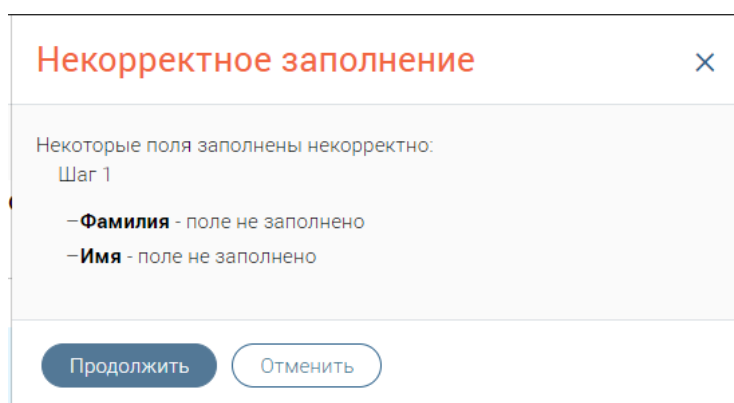 Некорректное заполнение
Некоторые поля заполнены некорректно:
Шаг 1
–Фамилия - поле не заполнено
–Имя - поле не заполнено
Продолжить Отменить